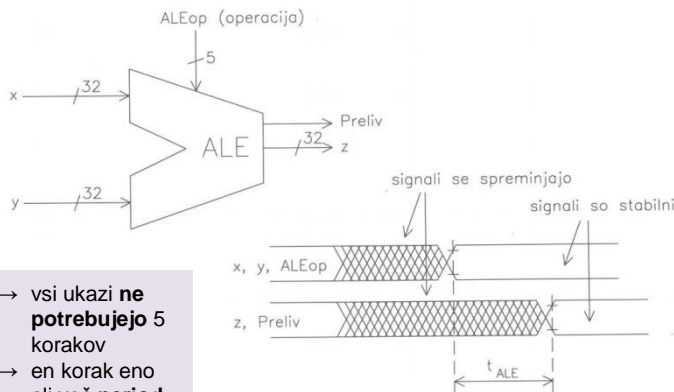 ALEop (operacija)
5
x 32
Preliv
ALE 32 z
y 32
signali se spreminjajo
signali so stabilni
x, y, ALEop
z, Preliv
t ALE
→ vsi ukazi ne
potrebujejo 5
korakov
→ en korak eno